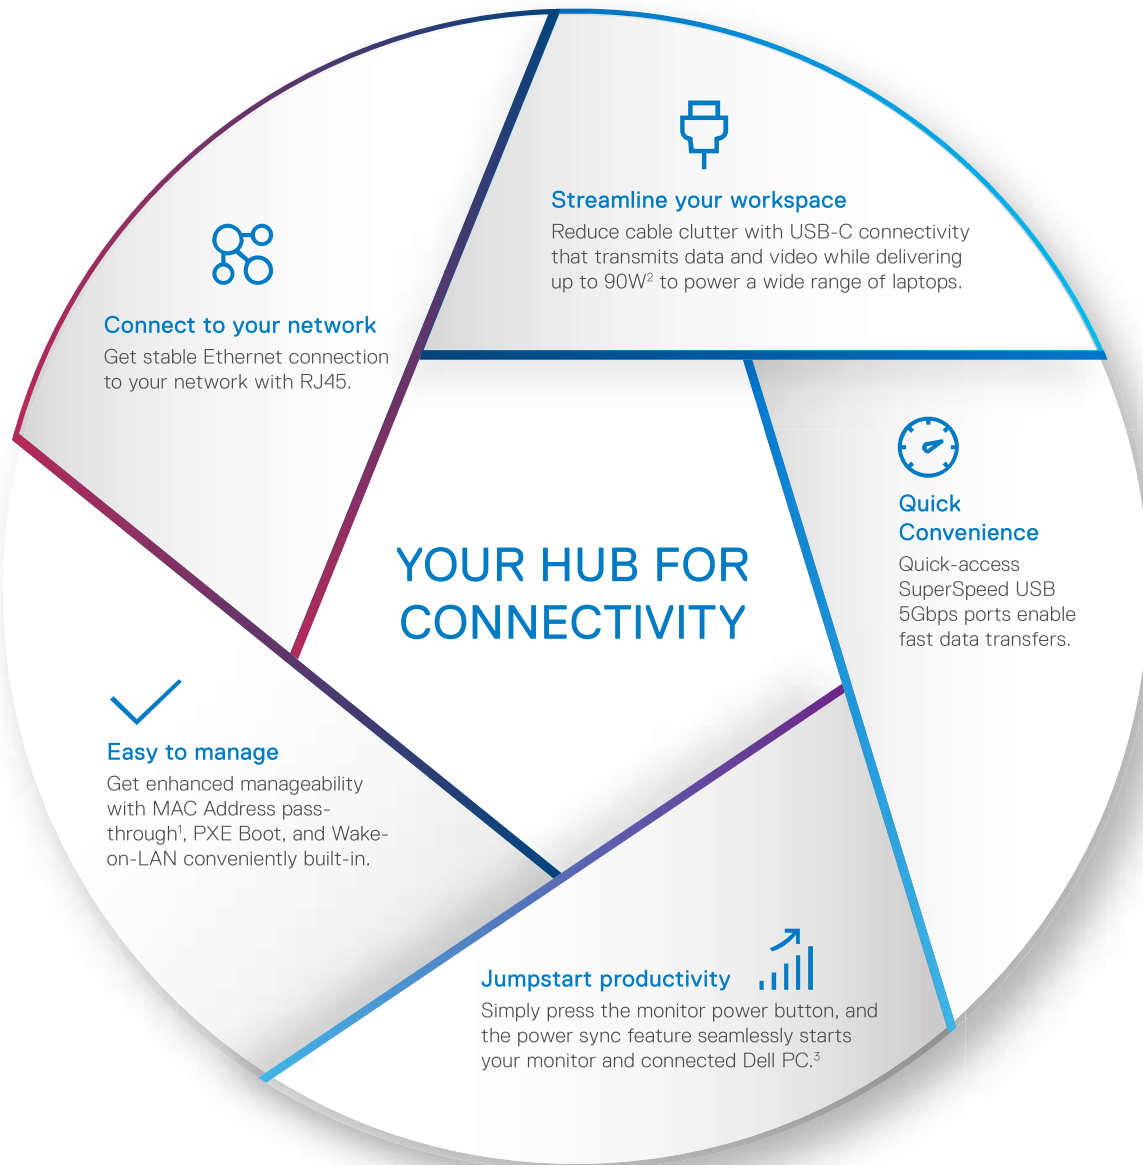 Streamline your workspace
Reduce cable clutter with USB-C connectivity
that transmits data and video while delivering
up to 90W² to power a wide range of laptops.
Connect to your network
Get stable Ethernet connection
to your network with RJ45.
Quick
Convenience
Quick-access
SuperSpeed USB
5Gbps ports enable
fast data transfers.
YOUR HUB FOR
CONNECTIVITY
Easy to manage
Get enhanced manageability
with MAC Address pass-
through¹, PXE Boot, and Wake-
on-LAN conveniently built-in.
Jumpstart productivity
Simply press the monitor power button, and
the power sync feature seamlessly starts
your monitor and connected Dell PC.³